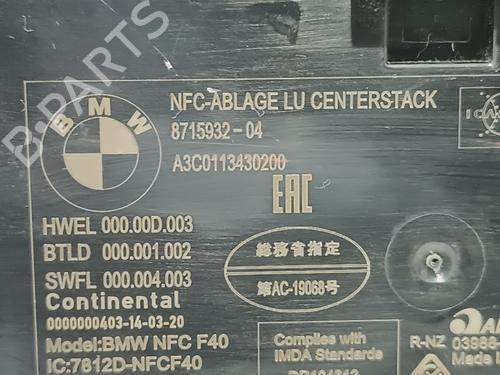 B-PARTS
BMW
NFC-ABLAGE LU CENTERSTACK
8715932-04
A3C0113430200
EAC
HWEL 000.00D.003
BTLD 000.001.002
SWFL 000.004.003
Continental
0000000403-14-03-20
Model:BMW NFC F40
IC:7812D-NFCF40
総務省指定
第AC-19068号
Complies with
IMDA Standards
R-NZ